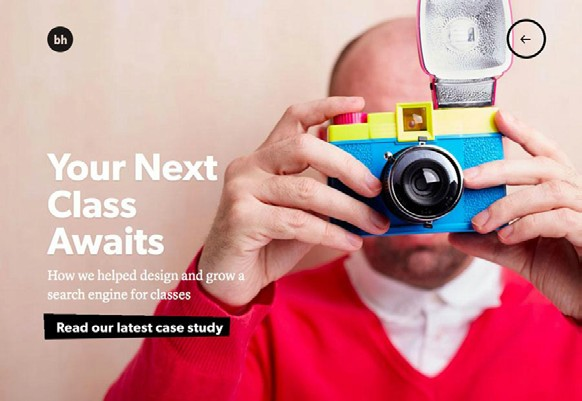 bh
Your Next
Class
Awaits
How we helped design and grow a
search engine for classes
Read our latest case study